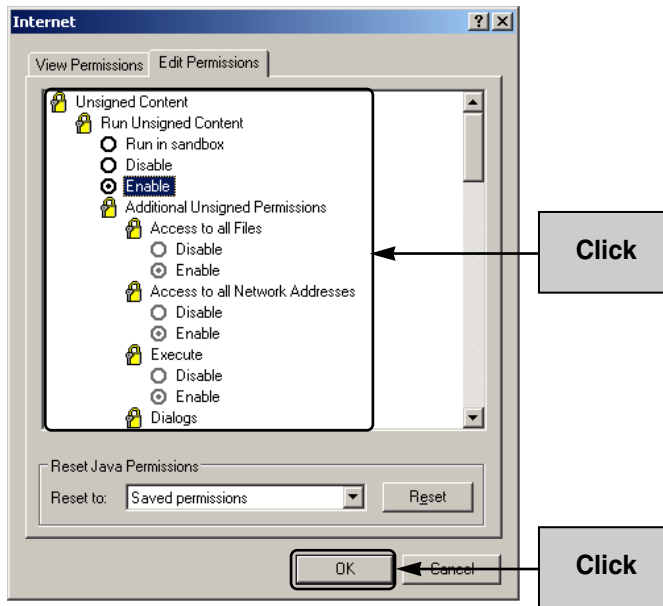 Internet
View Permissions Edit Permissions
Unsigned Content
Run Unsigned Content
Run in sandbox
Disable
Enable
Additional Unsigned Permissions
Access to all Files
Disable
Enable
Access to all Network Addresses
Disable
Enable
Execute
Disable
Enable
Dialogs
Click
Reset Java Permissions
Reset to: Saved permissions Reset
OK Cancel
Click